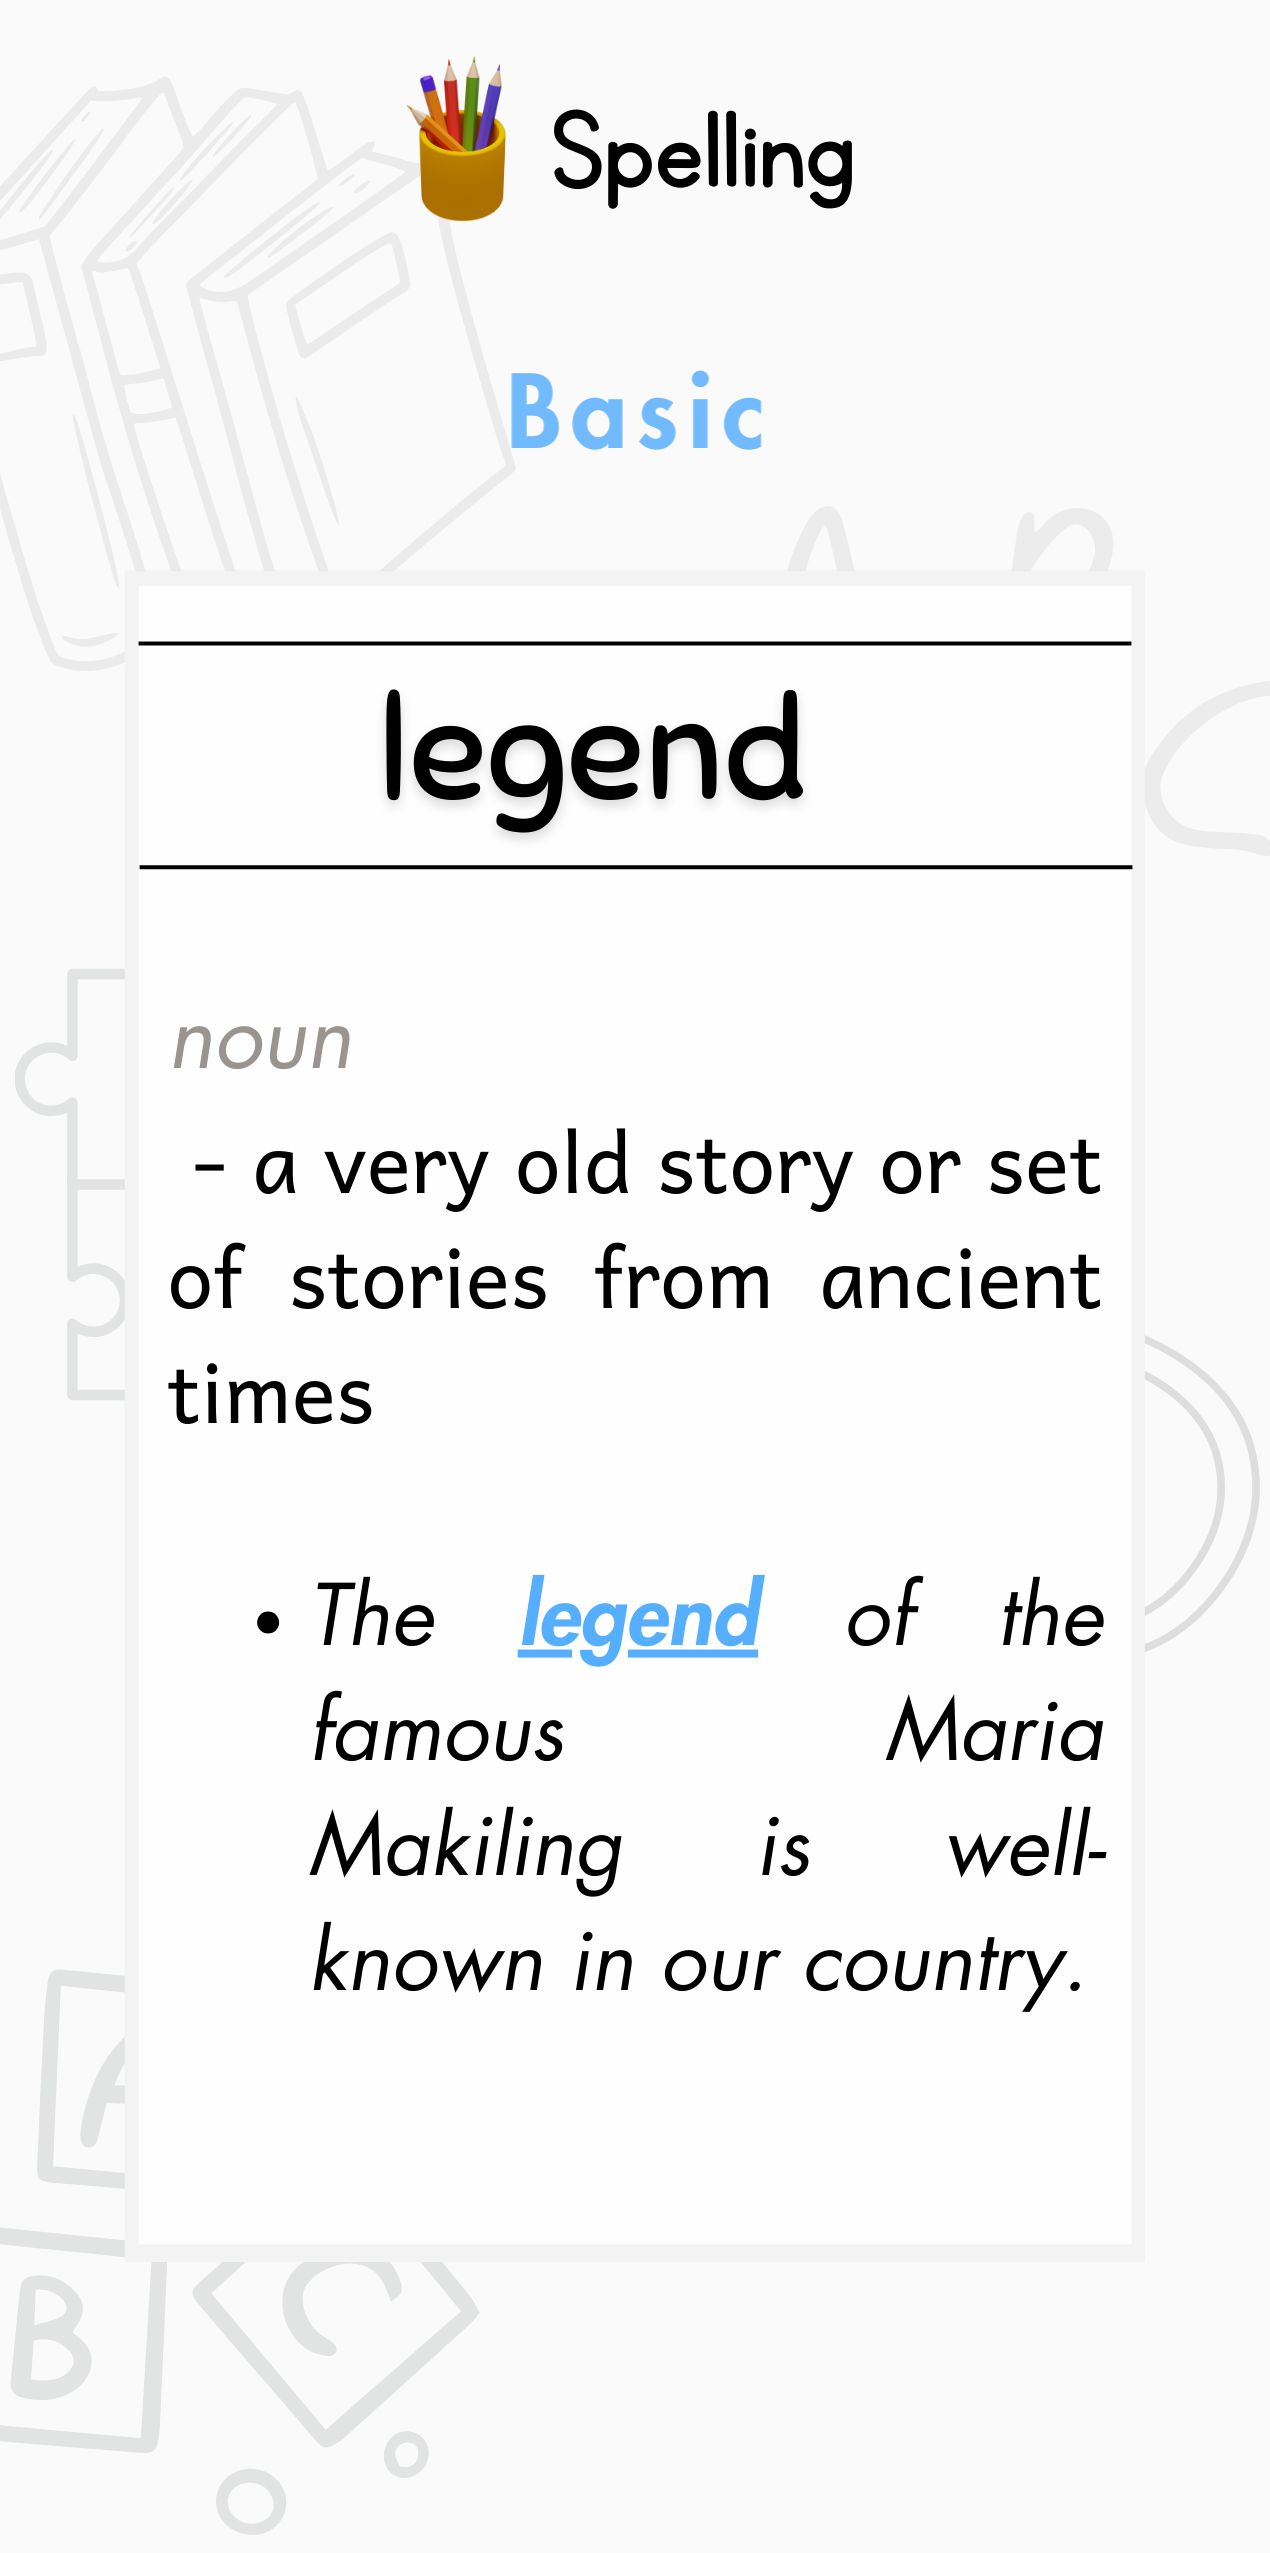 Spelling
Basic
legend
noun
- a very old story or set
of stories from ancient
times
• The legend of the
famous Maria
Makiling is well-
known in our country.
A
B
C